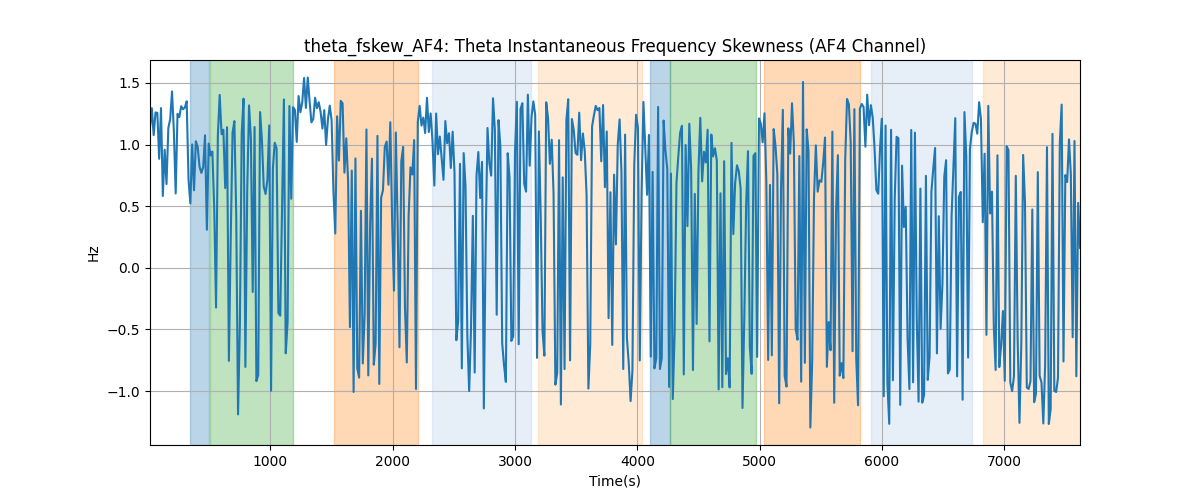 theta_fskew_AF4: Theta Instantaneous Frequency Skewness (AF4 Channel)
1.5
1.0
0.5
0.0
−0.5
−1.0
Hz
1000 2000 3000 4000 5000 6000 7000
Time(s)